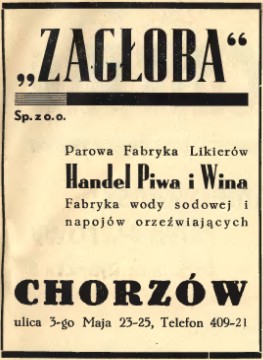 „ZAGŁOBA“
Sp. z o. o.
Parowa Fabryka Likierów
Handel Piwa i Wina
Fabryka wody sodowej i
napojów orzeźwiających
CHORZÓW
ulica 3-go Maja 23-25, Telefon 409-21